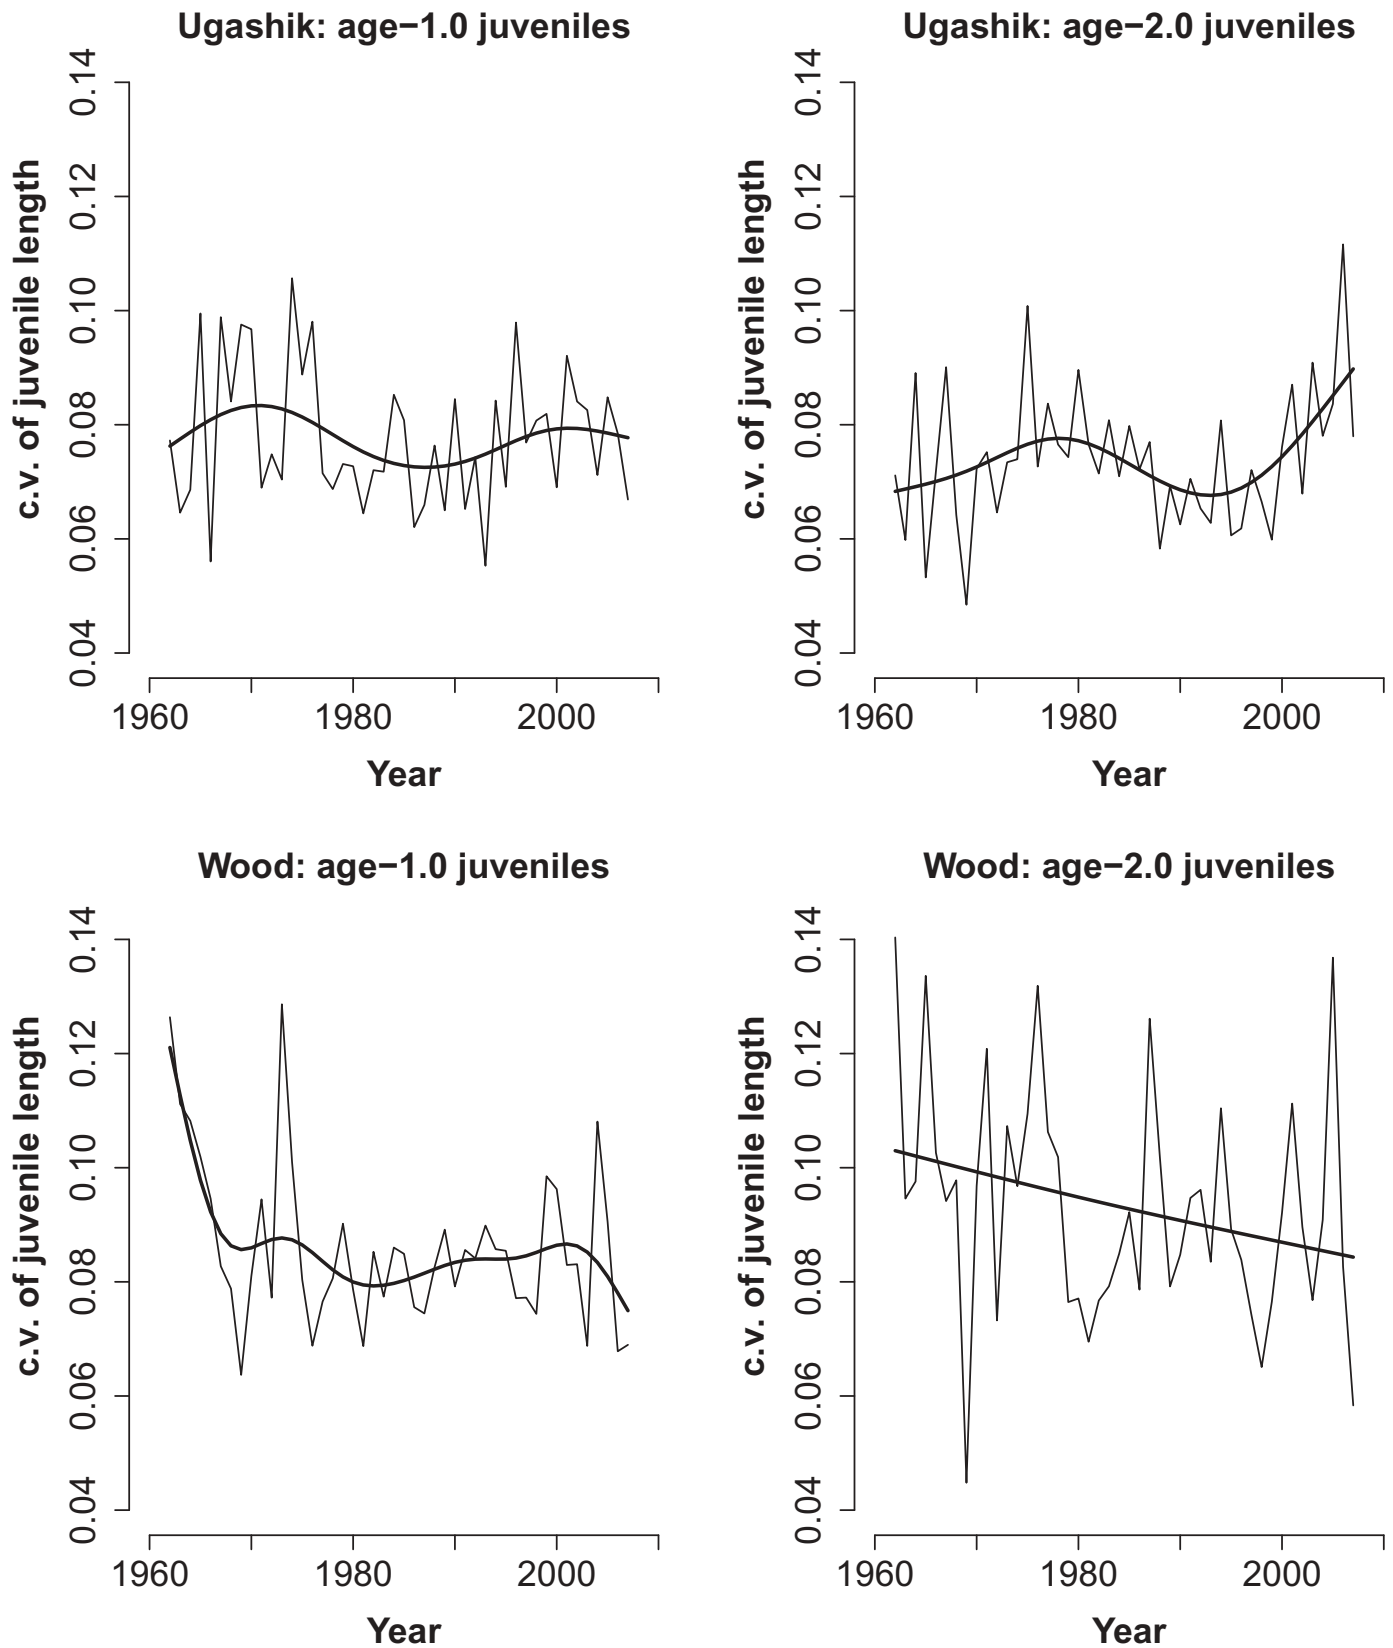 Ugashik: age−1.0 juveniles
c.v. of juvenile length
0.04 0.06 0.08 0.10 0.12 0.14
1960 1980 2000
Year
Ugashik: age−2.0 juveniles
c.v. of juvenile length
0.04 0.06 0.08 0.10 0.12 0.14
1960 1980 2000
Year
Wood: age−1.0 juveniles
c.v. of juvenile length
0.04 0.06 0.08 0.10 0.12 0.14
1960 1980 2000
Year
Wood: age−2.0 juveniles
c.v. of juvenile length
0.04 0.06 0.08 0.10 0.12 0.14
1960 1980 2000
Year